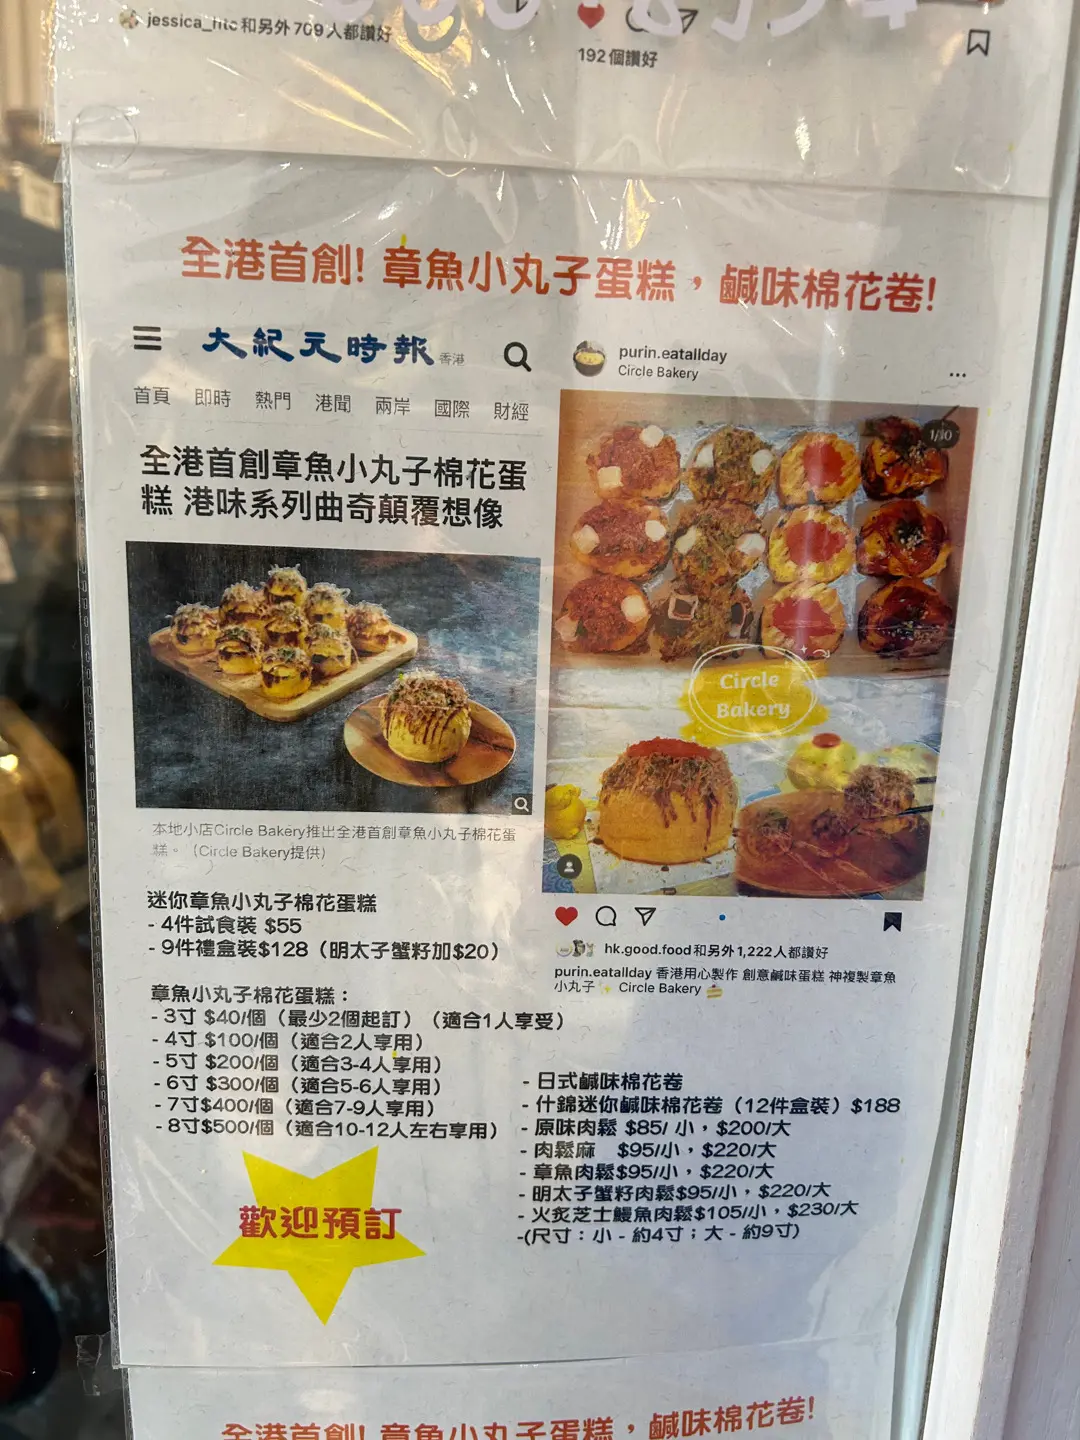 jessica_htc和另外709人都讚好
192個讚好
全港首創! 章魚小丸子蛋糕，鹹味棉花卷!
大紀元時報 香港
首頁 即時 熱門 港聞 兩岸 國際 財經
全港首創章魚小丸子棉花蛋
糕 港味系列曲奇顛覆想像
本地小店Circle Bakery推出全港首創章魚小丸子棉花蛋
糕。（Circle Bakery提供）
purin.eatallday
Circle Bakery
1/10
Circle
Bakery
hk.good.food和另外1,222人都讚好
purin.eatallday 香港用心製作 創意鹹味蛋糕 神複製章魚
小丸子✨ Circle Bakery 🍰
迷你章魚小丸子棉花蛋糕
- 4件試食裝 $55
- 9件禮盒裝$128（明太子蟹籽加$20）
章魚小丸子棉花蛋糕：
- 3寸 $40/個（最少2個起訂）（適合1人享受）
- 4寸 $100/個（適合2人享用）
- 5寸 $200/個（適合3-4人享用）
- 6寸 $300/個（適合5-6人享用）
- 7寸$400/個（適合7-9人享用）
- 8寸$500/個（適合10-12人左右享用）
- 日式鹹味棉花卷
- 什錦迷你鹹味棉花卷（12件盒裝）$188
- 原味肉鬆 $85/ 小，$200/大
- 肉鬆麻 $95/小，$220/大
- 章魚肉鬆$95/小，$220/大
- 明太子蟹籽肉鬆$95/小，$220/大
- 火炙芝士鰻魚肉鬆$105/小，$230/大
-(尺寸：小 - 約4寸；大 - 約9寸)
歡迎預訂
全港首創! 章魚小丸子蛋糕，鹹味棉花卷!